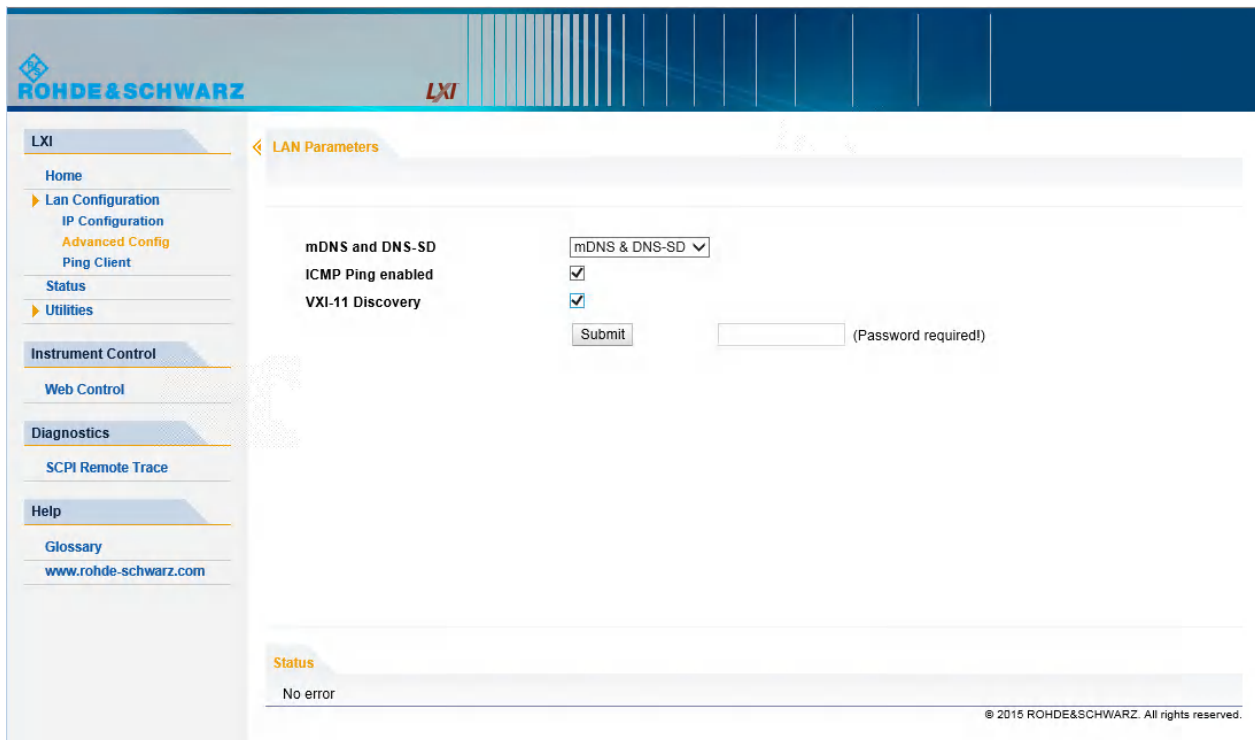 R&S
ROHDE&SCHWARZ
LXI
LXI
Home
Lan Configuration
IP Configuration
Advanced Config
Ping Client
Status
Utilities
Instrument Control
Web Control
Diagnostics
SCPI Remote Trace
Help
Glossary
www.rohde-schwarz.com
LAN Parameters
mDNS and DNS-SD mDNS & DNS-SD
ICMP Ping enabled
VXI-11 Discovery
Submit (Password required!)
Status
No error
© 2015 ROHDE&SCHWARZ. All rights reserved.